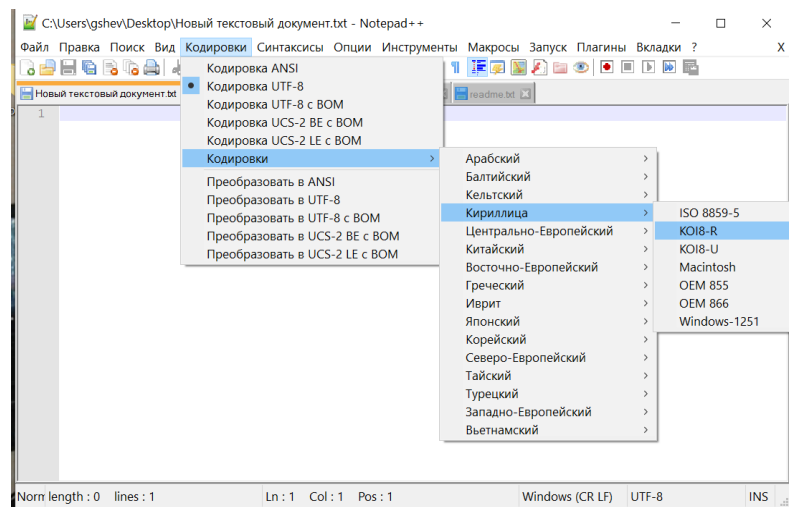 C:\Users\gshev\Desktop\Новый текстовый документ.txt - Notepad++
Файл Правка Поиск Вид Кодировки Синтаксисы Опции Инструменты Макросы Запуск Плагины Вкладки ? X
Новый текстовый документ.txt
readme.txt
1
Кодировка ANSI
Кодировка UTF-8
Кодировка UTF-8 с BOM
Кодировка UCS-2 BE с BOM
Кодировка UCS-2 LE с BOM
Кодировки
Преобразовать в ANSI
Преобразовать в UTF-8
Преобразовать в UTF-8 с BOM
Преобразовать в UCS-2 BE с BOM
Преобразовать в UCS-2 LE с BOM
Арабский
Балтийский
Кельтский
Кириллица
Центрально-Европейский
Китайский
Восточно-Европейский
Греческий
Иврит
Японский
Корейский
Северо-Европейский
Тайский
Турецкий
Западно-Европейский
Вьетнамский
ISO 8859-5
KOI8-R
KOI8-U
Macintosh
OEM 855
OEM 866
Windows-1251
Norm length : 0 lines : 1 Ln : 1 Col : 1 Pos : 1 Windows (CR LF) UTF-8 INS